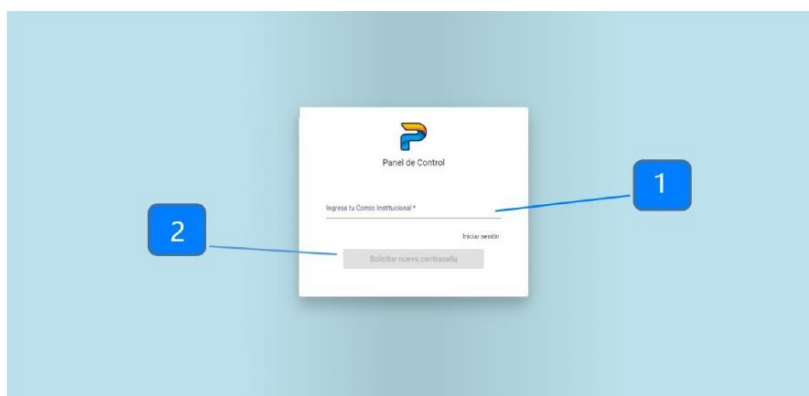 Panel de Control
1
Ingresa tu Correo Institucional *
2
Iniciar sesión
Solicitar nueva contraseña